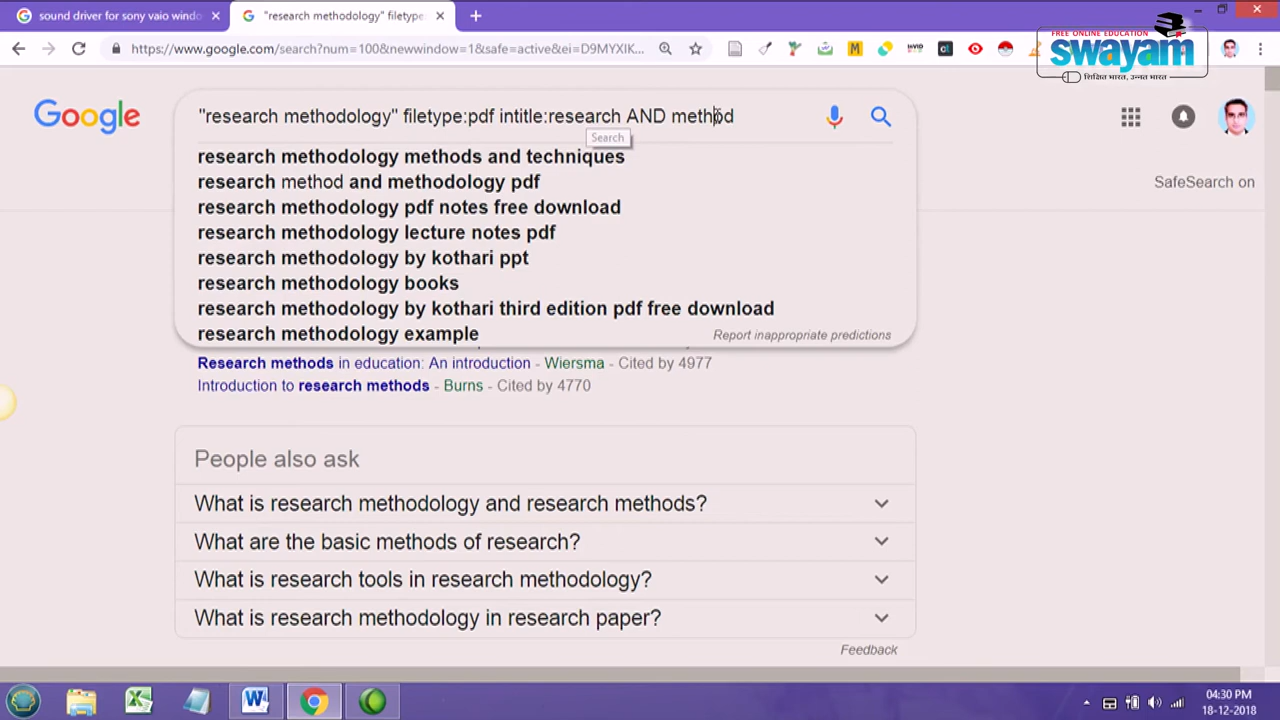 sound driver for sony vaio windo
"research methodology" filetype:
https://www.google.com/search?num=100&newwindow=1&safe=active&ei=D9MYXIK...
FREE ONLINE EDUCATION
swayam
शिक्षित भारत, उन्नत भारत
Google
"research methodology" filetype:pdf intitle:research AND method
Search
research methodology methods and techniques
research method and methodology pdf
SafeSearch on
research methodology pdf notes free download
research methodology lecture notes pdf
research methodology by kothari ppt
research methodology books
research methodology by kothari third edition pdf free download
research methodology example
Report inappropriate predictions
Research methods in education: An introduction - Wiersma - Cited by 4977
Introduction to research methods - Burns - Cited by 4770
People also ask
What is research methodology and research methods?
What are the basic methods of research?
What is research tools in research methodology?
What is research methodology in research paper?
Feedback
04:30 PM
18-12-2018